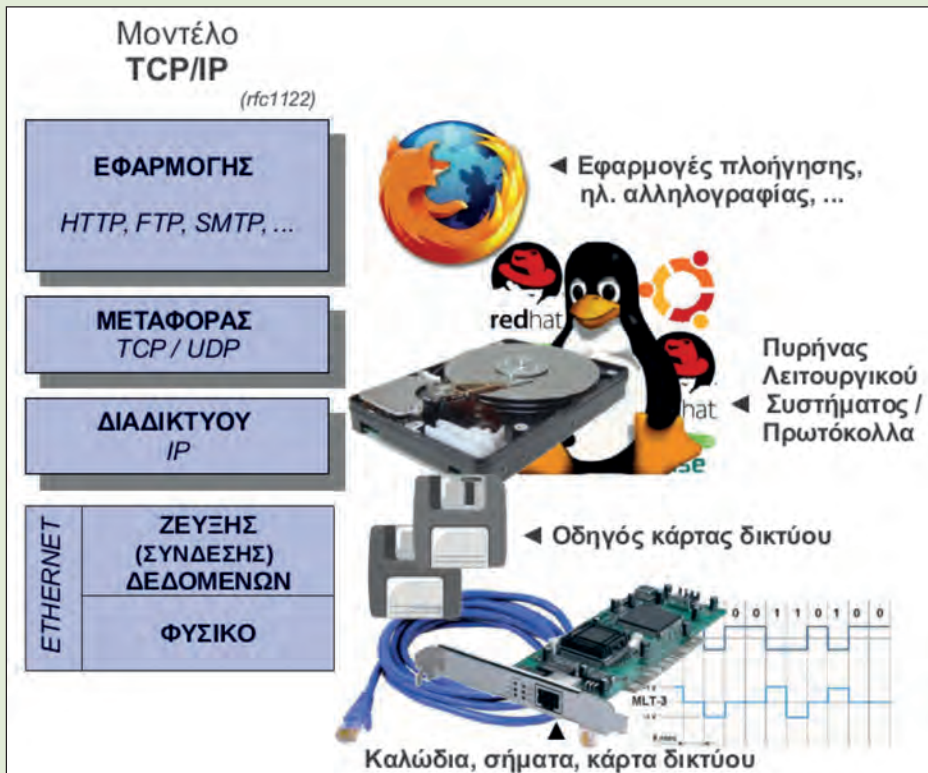 Μοντέλο
TCP/IP
(rfc1122)
ΕΦΑΡΜΟΓΗΣ
HTTP, FTP, SMTP, ...
◄ Εφαρμογές πλοήγησης,
ηλ. αλληλογραφίας, ...
redhat
ΜΕΤΑΦΟΡΑΣ
TCP / UDP
ΔΙΑΔΙΚΤΥΟΥ
IP
Πυρήνας
Λειτουργικού
◄ Συστήματος /
Πρωτόκολλα
hat
se
ETHERNET
ΖΕΥΞΗΣ
(ΣΥΝΔΕΣΗΣ)
ΔΕΔΟΜΕΝΩΝ
ΦΥΣΙΚΟ
◄ Οδηγός κάρτας δικτύου
0 0 1 1 0 1 0 0
MLT-3
▲
Καλώδια, σήματα, κάρτα δικτύου